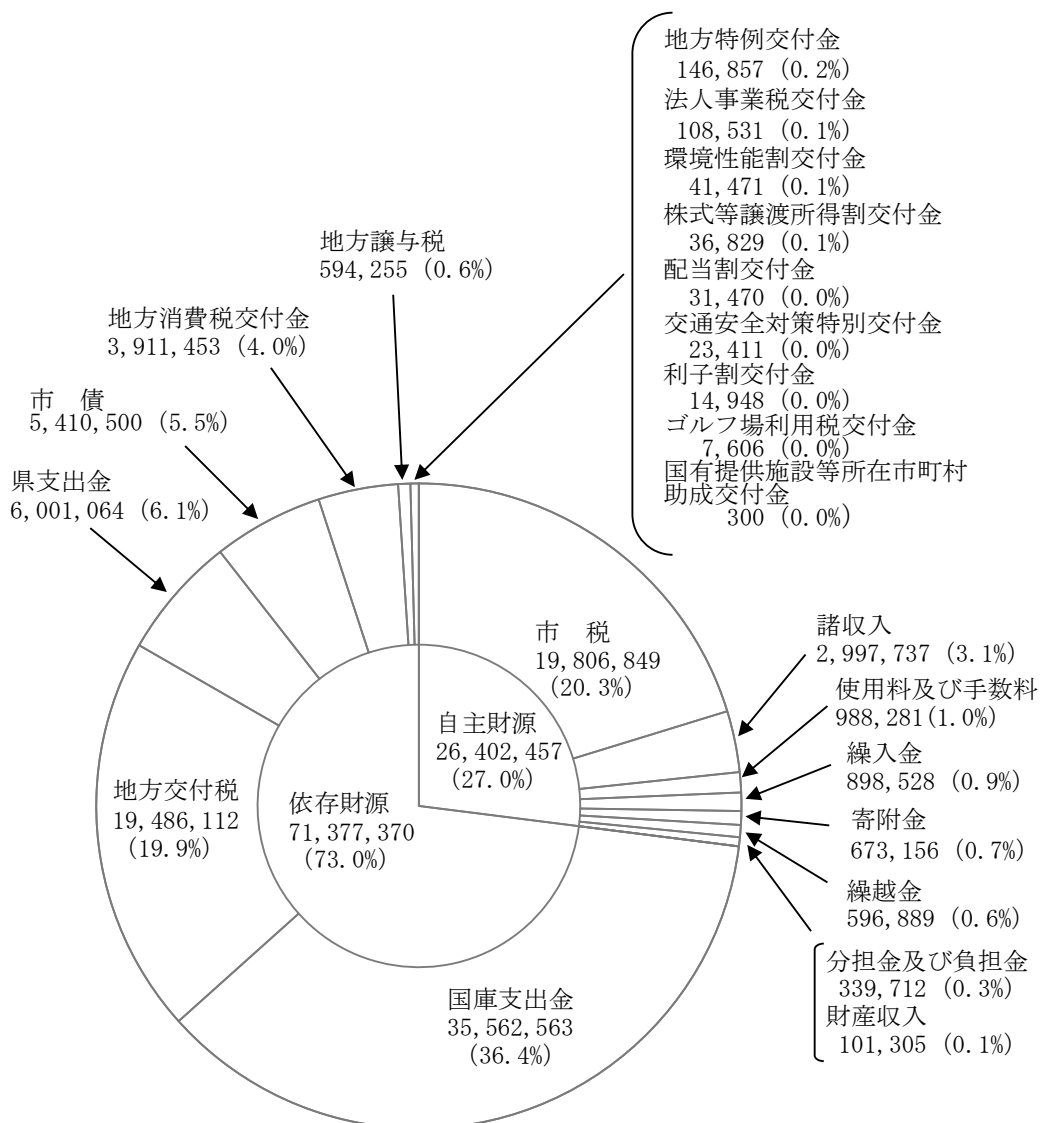 地方特例交付金
146,857 (0.2%)
法人事業税交付金
108,531 (0.1%)
環境性能割交付金
41,471 (0.1%)
株式等譲渡所得割交付金
36,829 (0.1%)
配当割交付金
31,470 (0.0%)
交通安全対策特別交付金
23,411 (0.0%)
利子割交付金
14,948 (0.0%)
ゴルフ場利用税交付金
7,606 (0.0%)
国有提供施設等所在市町村
助成交付金
300 (0.0%)
地方譲与税
594,255 (0.6%)
地方消費税交付金
3,911,453 (4.0%)
市　債
5,410,500 (5.5%)
県支出金
6,001,064 (6.1%)
市　税
19,806,849
(20.3%)
諸収入
2,997,737 (3.1%)
使用料及び手数料
988,281(1.0%)
繰入金
898,528 (0.9%)
寄附金
673,156 (0.7%)
繰越金
596,889 (0.6%)
分担金及び負担金
339,712 (0.3%)
財産収入
101,305 (0.1%)
自主財源
26,402,457
(27.0%)
依存財源
71,377,370
(73.0%)
地方交付税
19,486,112
(19.9%)
国庫支出金
35,562,563
(36.4%)